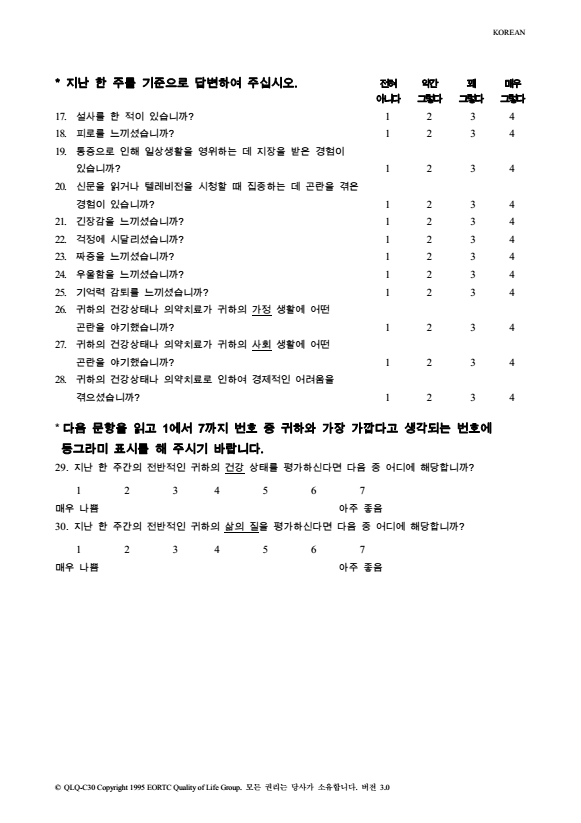 KOREAN
* 지난 한 주를 기준으로 답변하여 주십시오. 전혀 약간 꽤 매우
아니다 그렇다 그렇다 그렇다
17. 설사를 한 적이 있습니까? 1 2 3 4
18. 피로를 느끼셨습니까? 1 2 3 4
19. 통증으로 인해 일상생활을 영위하는 데 지장을 받은 경험이
있습니까? 1 2 3 4
20. 신문을 읽거나 텔레비전을 시청할 때 집중하는 데 곤란을 겪은
경험이 있습니까? 1 2 3 4
21. 긴장감을 느끼셨습니까? 1 2 3 4
22. 걱정에 시달리셨습니까? 1 2 3 4
23. 짜증을 느끼셨습니까? 1 2 3 4
24. 우울함을 느끼셨습니까? 1 2 3 4
25. 기억력 감퇴를 느끼셨습니까? 1 2 3 4
26. 귀하의 건강상태나 의약치료가 귀하의 가정 생활에 어떤
곤란을 야기했습니까? 1 2 3 4
27. 귀하의 건강상태나 의약치료가 귀하의 사회 생활에 어떤
곤란을 야기했습니까? 1 2 3 4
28. 귀하의 건강상태나 의약치료로 인하여 경제적인 어려움을
겪으셨습니까? 1 2 3 4
* 다음 문항을 읽고 1에서 7까지 번호 중 귀하와 가장 가깝다고 생각되는 번호에
동그라미 표시를 해 주시기 바랍니다.
29. 지난 한 주간의 전반적인 귀하의 건강 상태를 평가하신다면 다음 중 어디에 해당합니까?
1 2 3 4 5 6 7
매우 나쁨 아주 좋음
30. 지난 한 주간의 전반적인 귀하의 삶의 질을 평가하신다면 다음 중 어디에 해당합니까?
1 2 3 4 5 6 7
매우 나쁨 아주 좋음
© QLQ-C30 Copyright 1995 EORTC Quality of Life Group. 모든 권리는 당사가 소유합니다. 버전 3.0